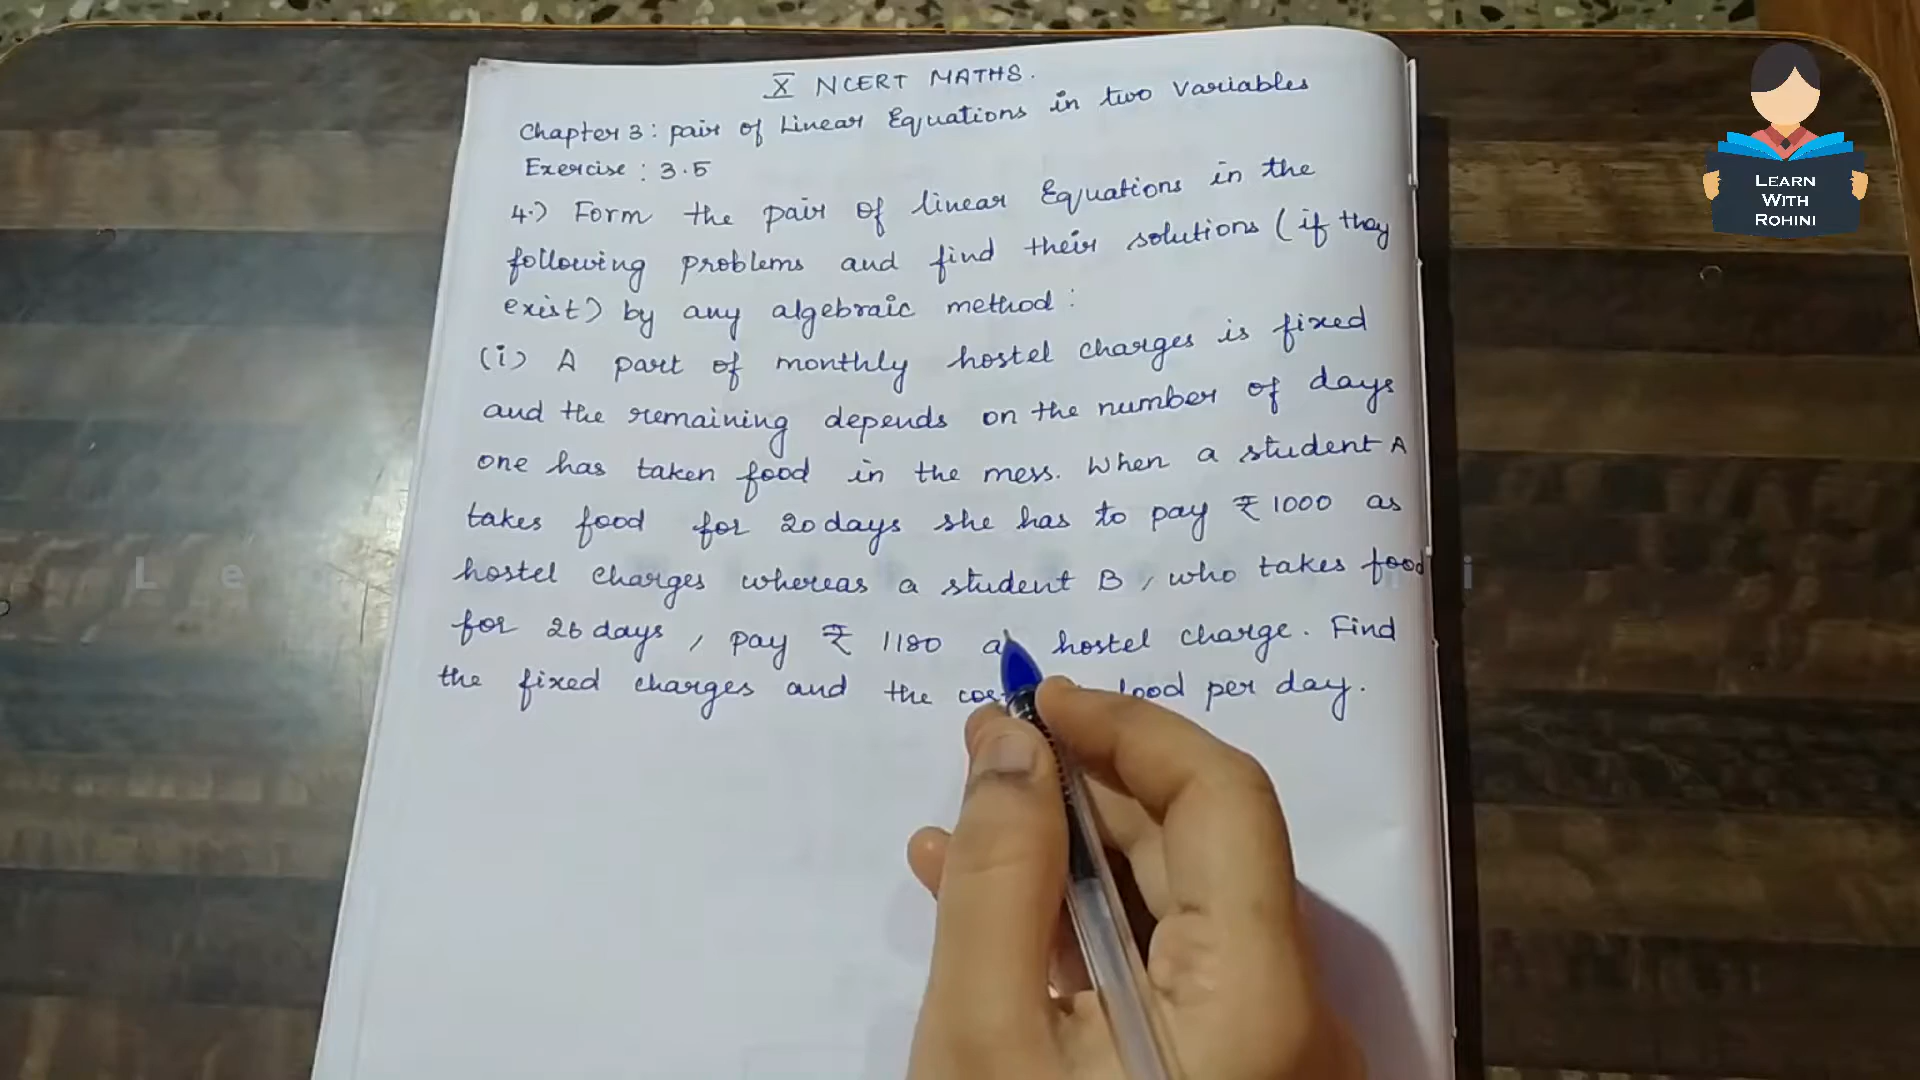 X NCERT MATHS.
Chapter 3: pair of Linear Equations in two variables
Exercise : 3.5
4.) Form the pair of linear Equations in the
following problems and find their solutions (if they
exist) by any algebraic method :
(i) A part of monthly hostel charges is fixed
and the remaining depends on the number of days
one has taken food in the mess. When a student A
takes food for 20 days she has to pay ₹ 1000 as
hostel charges whereas a student B, who takes food
for 26 days, pay ₹ 1180 hostel charge. Find
the fixed charges and the food per day.
LEARN
WITH
ROHINI